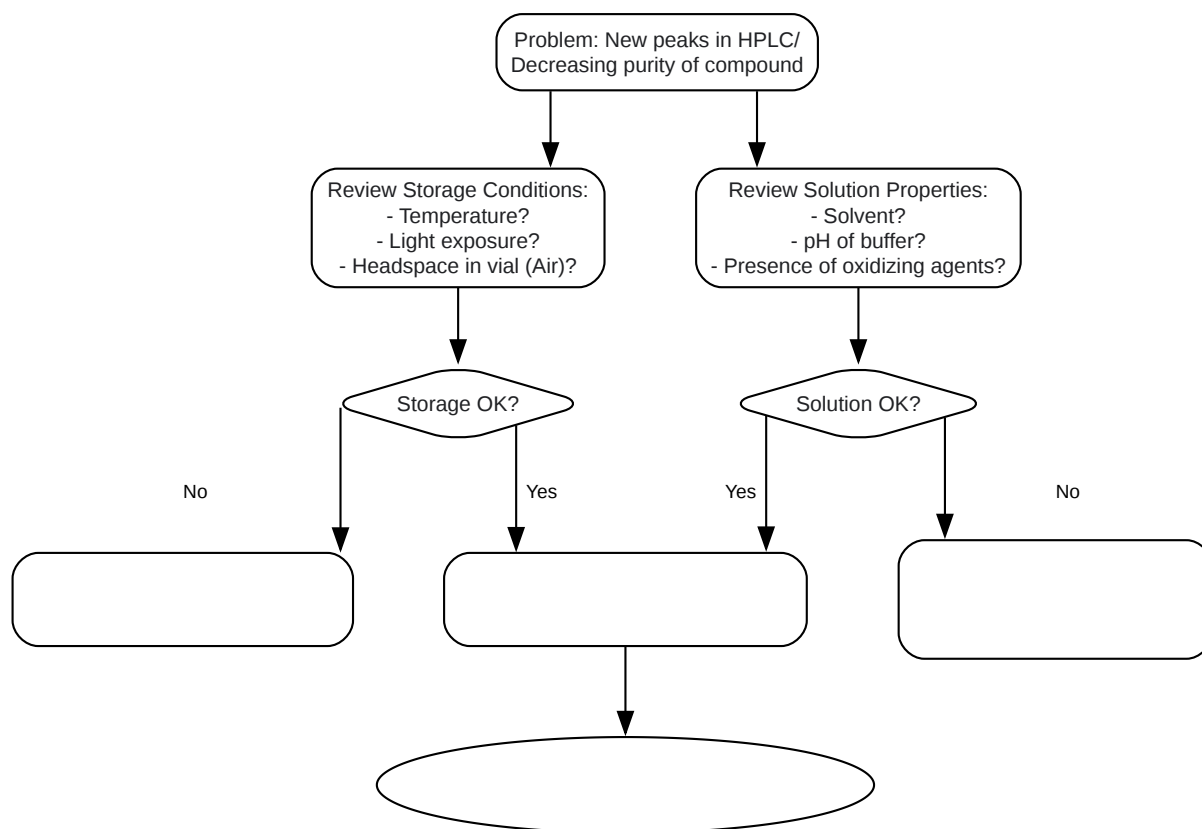 Problem: New peaks in HPLC/
Decreasing purity of compound
Review Storage Conditions:
- Temperature?
- Light exposure?
- Headspace in vial (Air)?
Review Solution Properties:
- Solvent?
- pH of buffer?
- Presence of oxidizing agents?
Storage OK?
Solution OK?
No
Yes
Yes
No